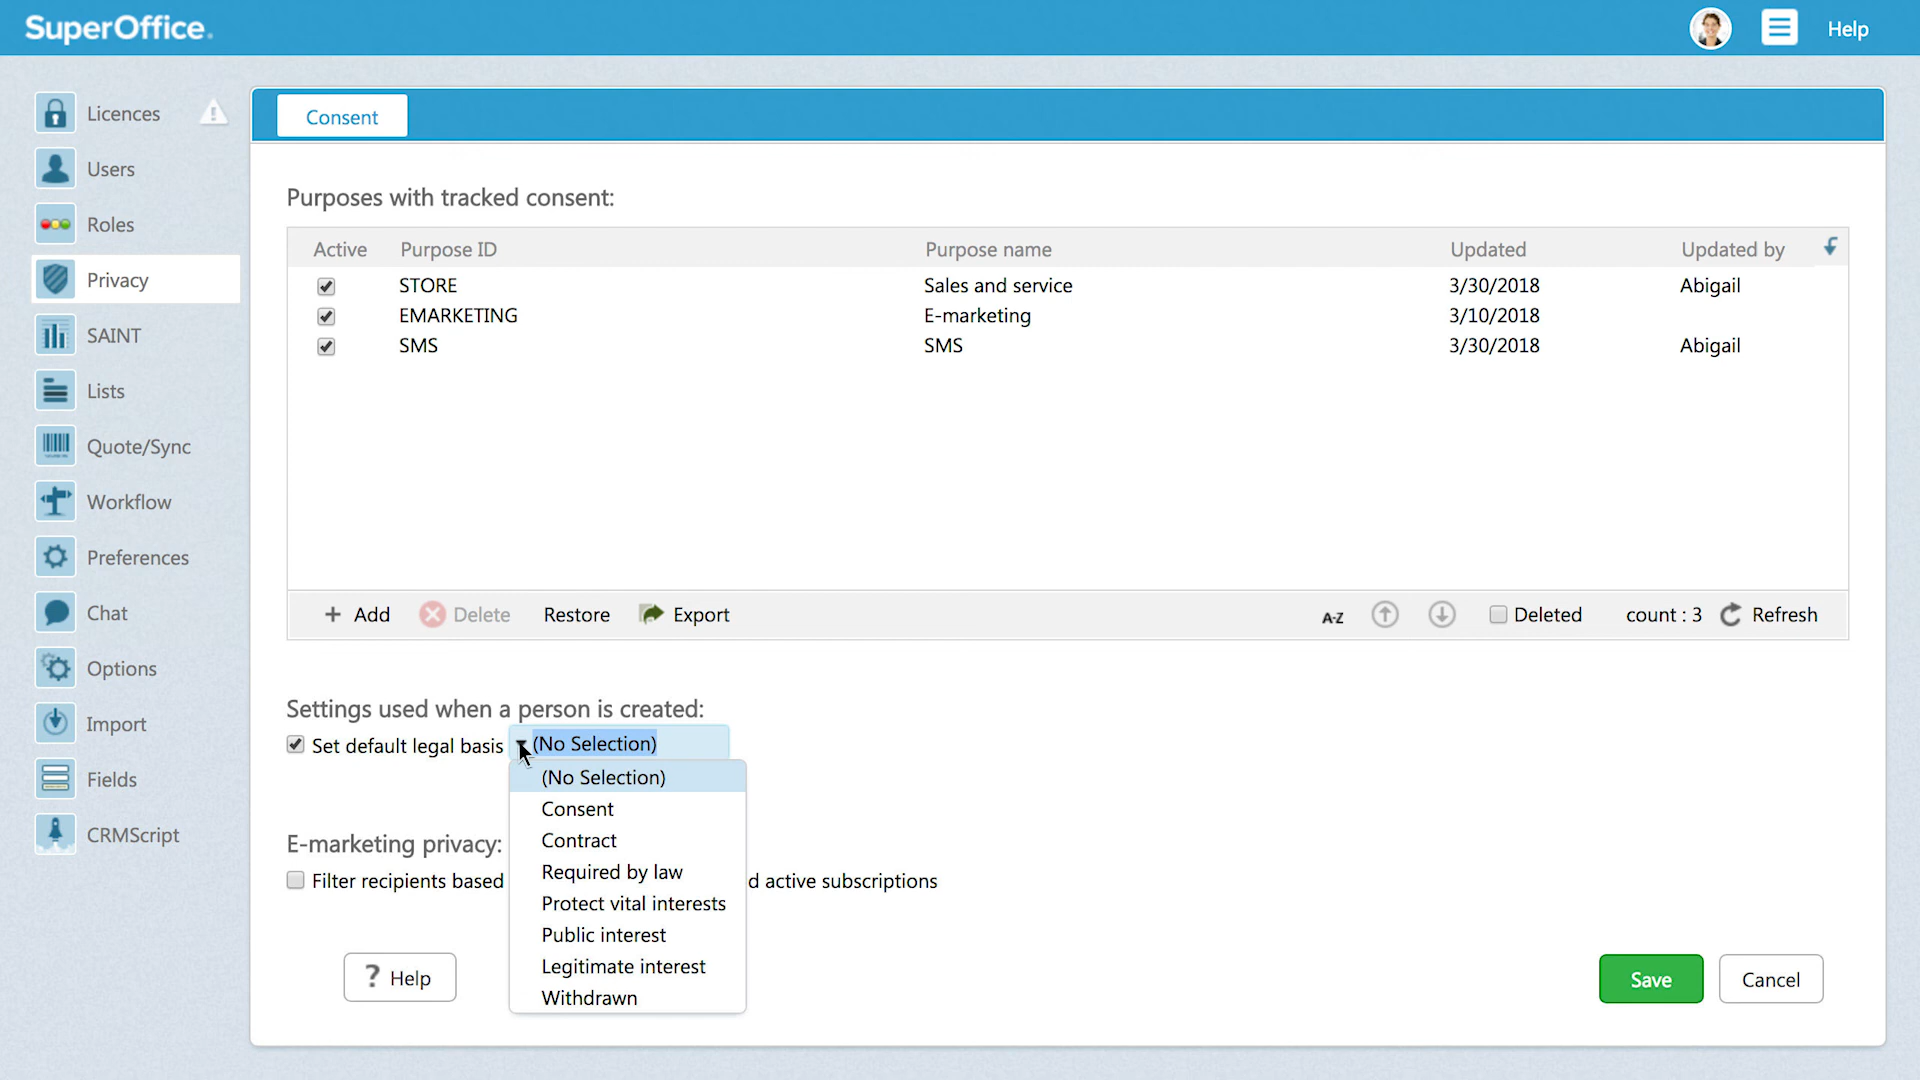 SuperOffice.
Help
Licences
Users
Roles
Privacy
SAINT
Lists
Quote/Sync
Workflow
Preferences
Chat
Options
Import
Fields
CRMScript
Consent
Purposes with tracked consent:
Active Purpose ID Purpose name Updated Updated by
STORE Sales and service 3/30/2018 Abigail
EMARKETING E-marketing 3/10/2018
SMS SMS 3/30/2018 Abigail
+ Add Delete Restore Export A-Z Deleted count : 3 Refresh
Settings used when a person is created:
Set default legal basis (No Selection)
(No Selection)
Consent
Contract
Required by law
Protect vital interests
Public interest
Legitimate interest
Withdrawn
E-marketing privacy:
Filter recipients based d active subscriptions
? Help
Save
Cancel